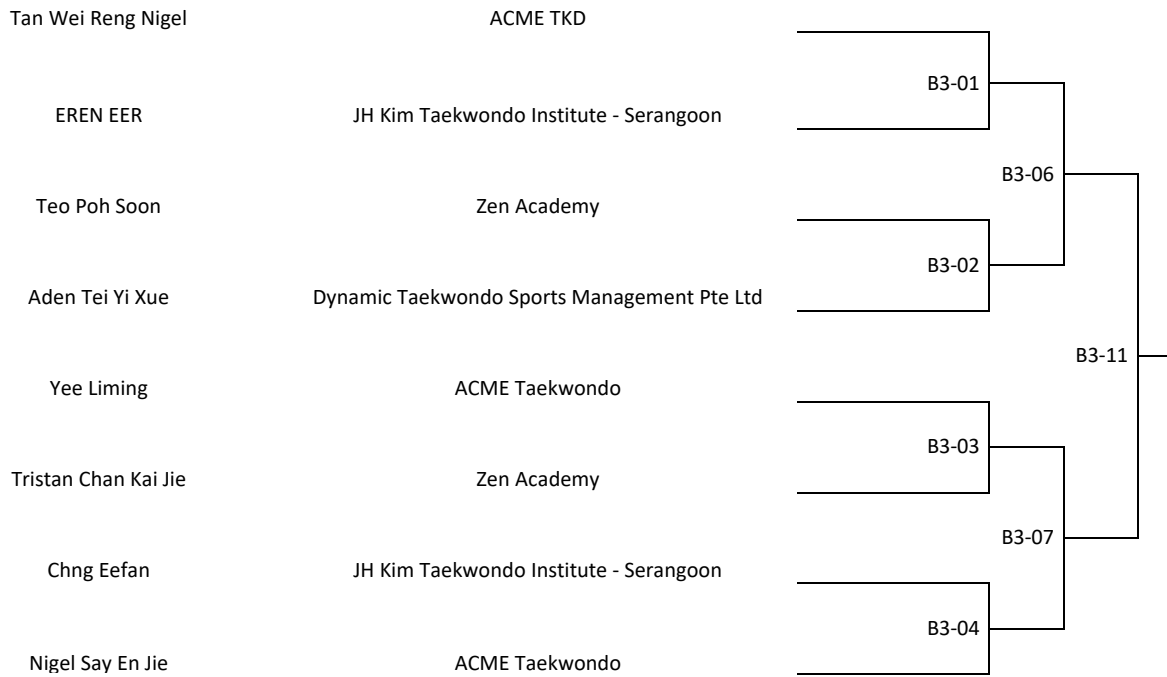 Tan Wei Reng Nigel ACME TKD
B3-01
EREN EER JH Kim Taekwondo Institute - Serangoon
B3-06
Teo Poh Soon Zen Academy
B3-02
Aden Tei Yi Xue Dynamic Taekwondo Sports Management Pte Ltd
B3-11
Yee Liming ACME Taekwondo
B3-03
Tristan Chan Kai Jie Zen Academy
B3-07
Chng Eefan JH Kim Taekwondo Institute - Serangoon
B3-04
Nigel Say En Jie ACME Taekwondo